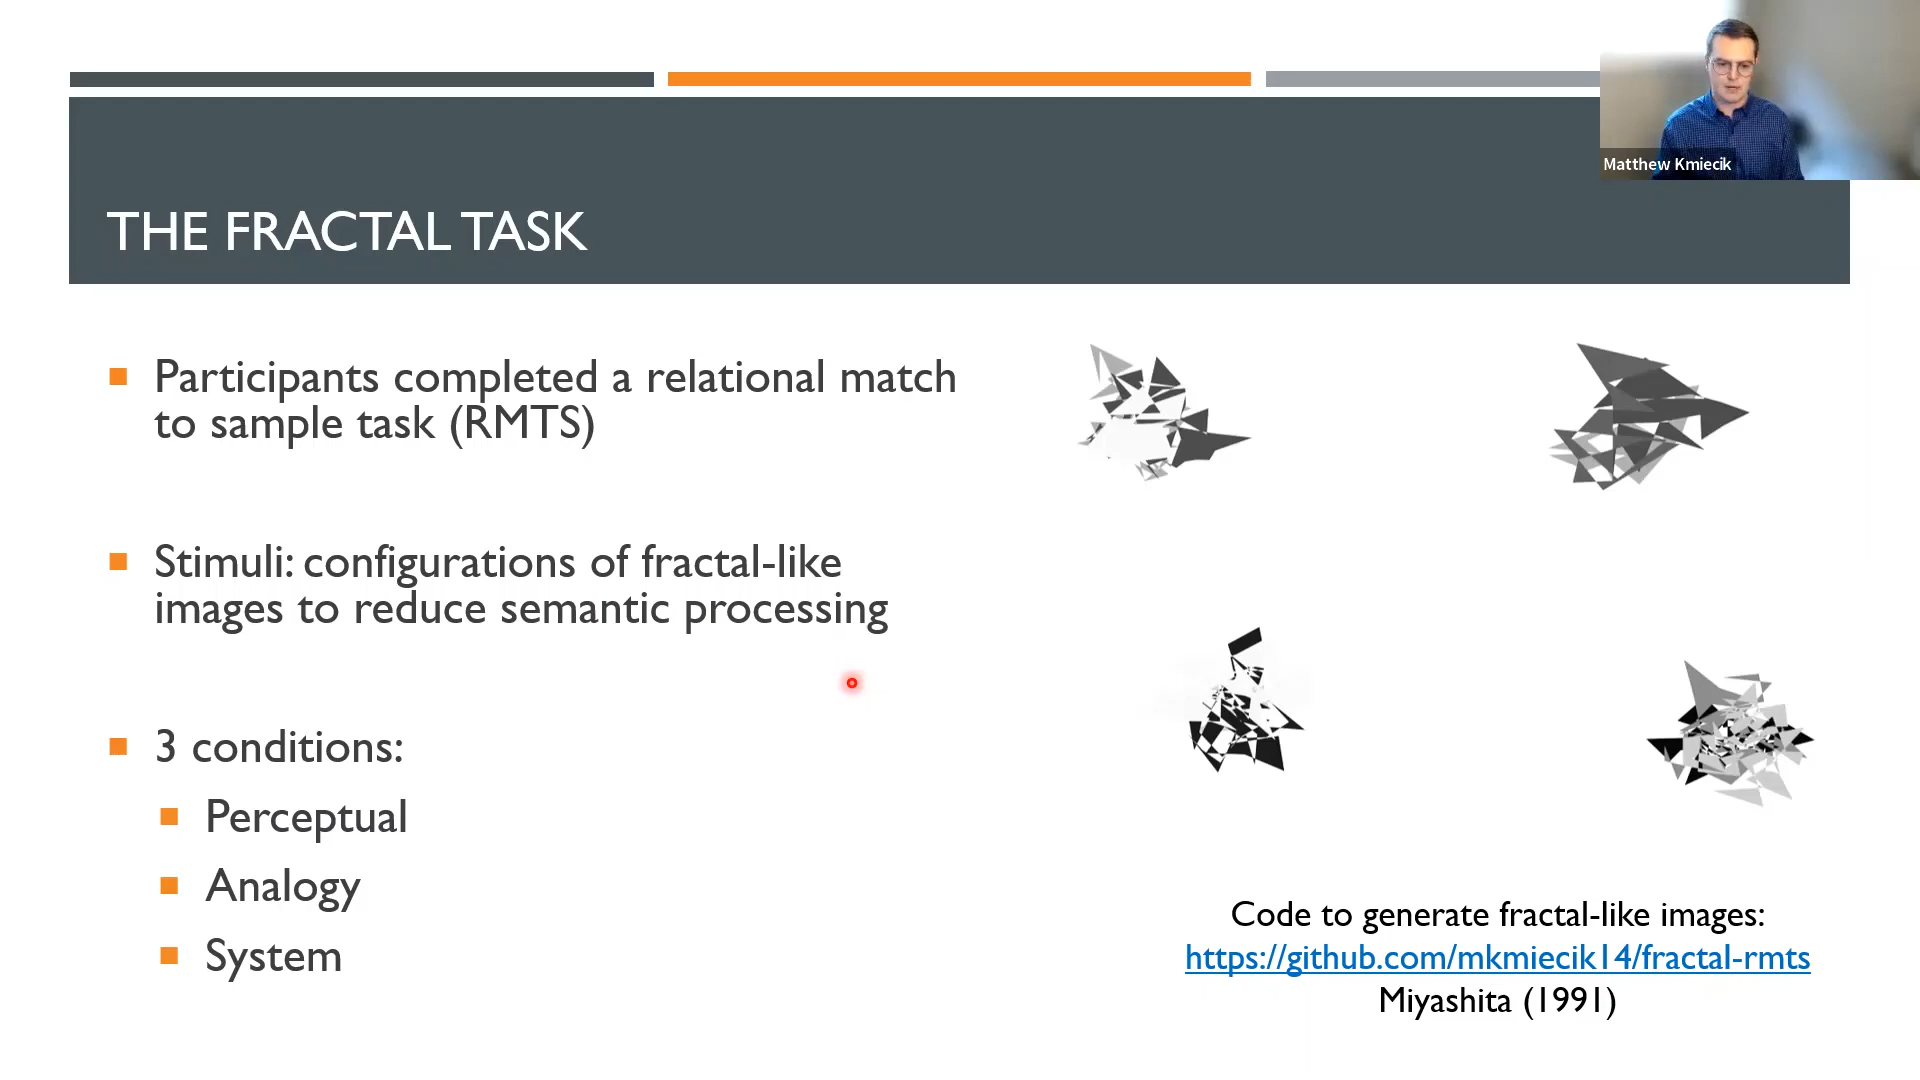 Matthew Kmiecik
THE FRACTAL TASK
Participants completed a relational match
to sample task (RMTS)
Stimuli: configurations of fractal-like
images to reduce semantic processing
3 conditions:
Perceptual
Analogy
System
Code to generate fractal-like images:
https://github.com/mkmiecik14/fractal-rmts
Miyashita (1991)